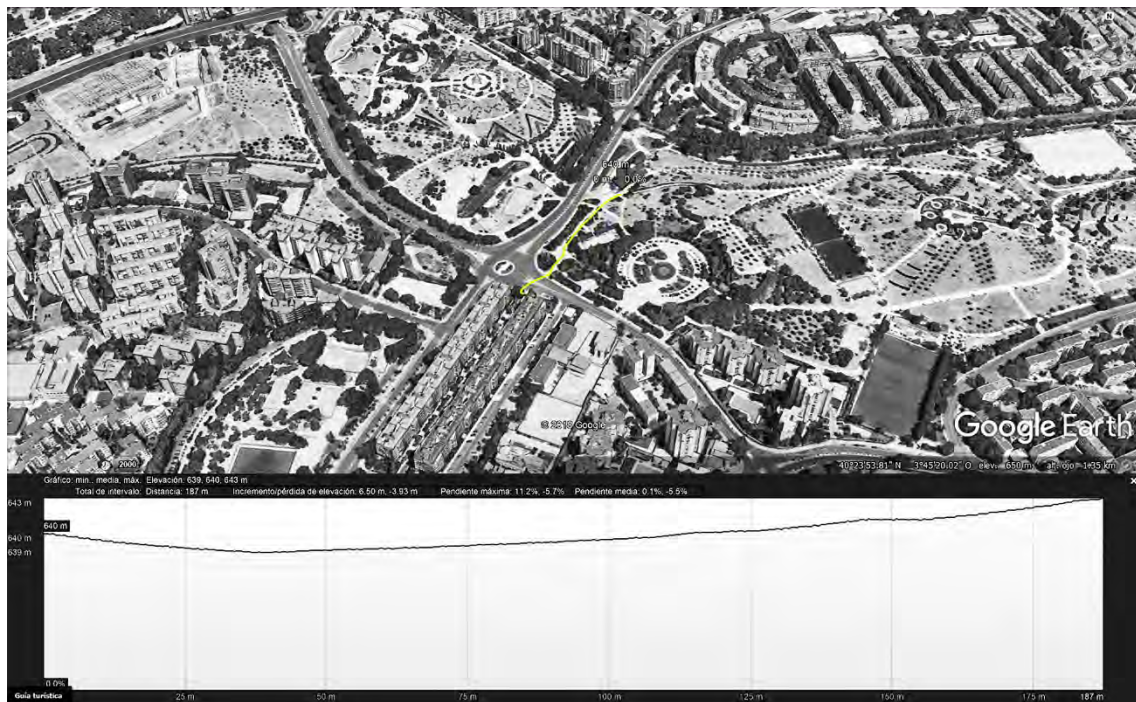 N
640 m
© 2018 Google
Google Earth
2000
40°23'53.81" N 3°45'20.02" O elev. 650 m alt. ojo 1.35 km
Gráfico: min., media, máx. Elevación: 639, 640, 643 m
Total de intervalo: Distancia: 187 m Incremento/pérdida de elevación: 6.50 m, -3.93 m Pendiente máxima: 11.2%, -5.7% Pendiente media: 0.1%, -5.5%
643 m
640 m
640 m
639 m
0.0%
Guía turística
25 m 50 m 75 m 100 m 125 m 150 m 175 m 187 m